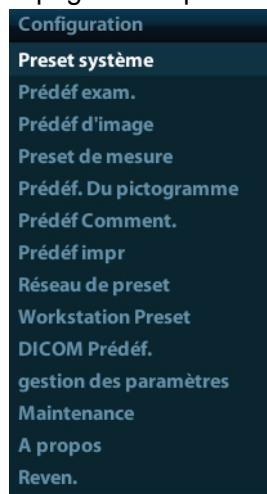 Configuration
Preset système
Prédéf exam.
Prédéf d'image
Preset de mesure
Prédéf. Du pictogramme
Prédéf Comment.
Prédéf impr
Réseau de preset
Workstation Preset
DICOM Prédéf.
gestion des paramètres
Maintenance
A propos
Reven.